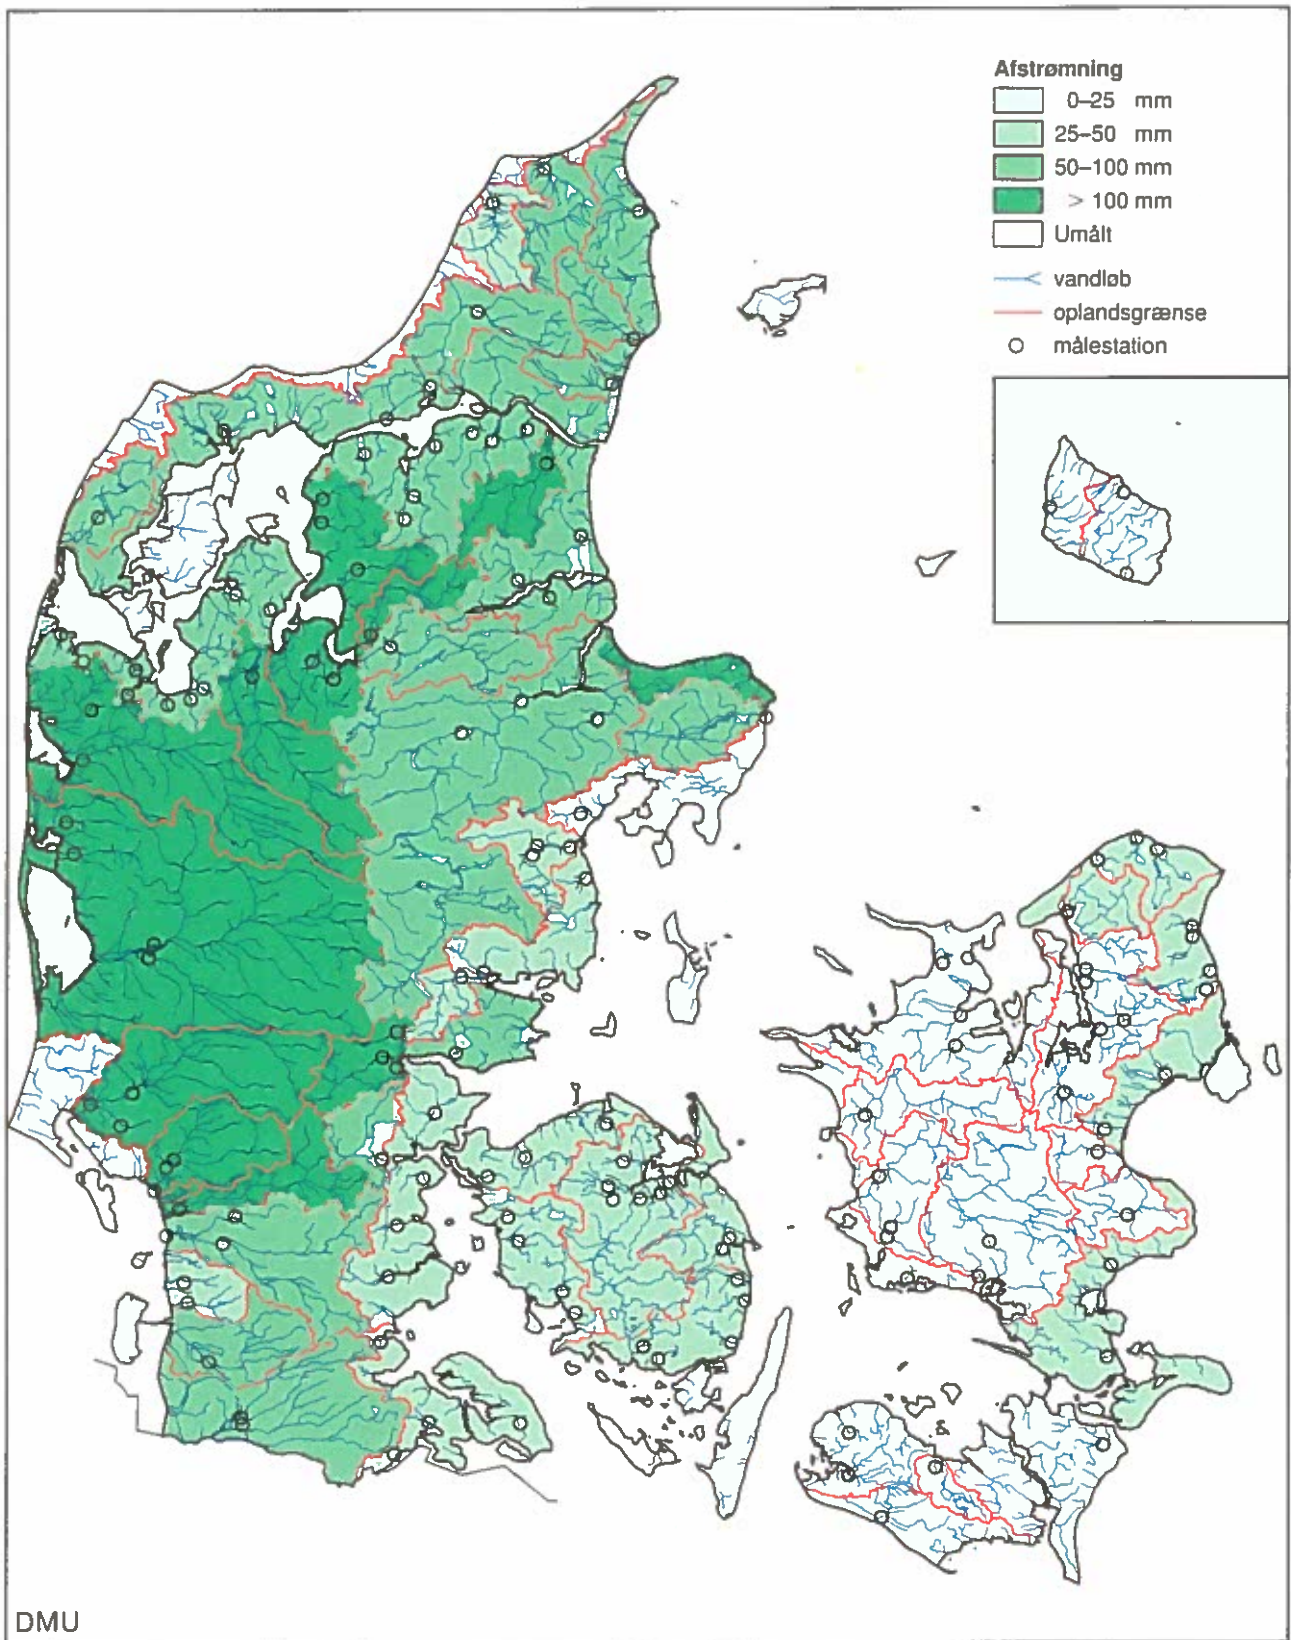 Afstrømning
0–25 mm
25–50 mm
50–100 mm
> 100 mm
Umålt
vandløb
oplandsgrænse
målestation
DMU